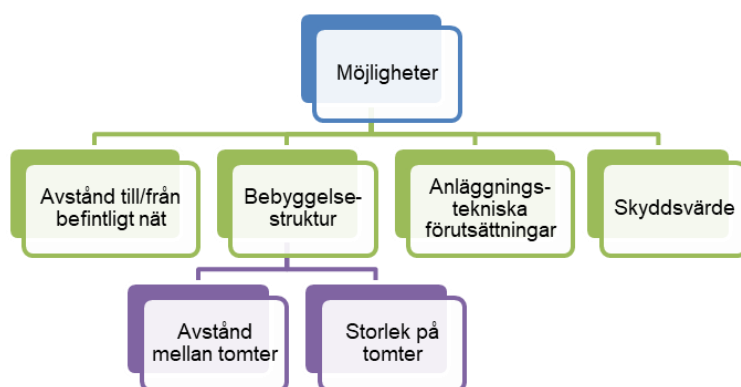 Möjligheter
Avstånd till/från
befintligt nät
Bebyggelse-
struktur
Anläggnings-
tekniska
förutsättningar
Skyddsvärde
Avstånd
mellan tomter
Storlek på
tomter